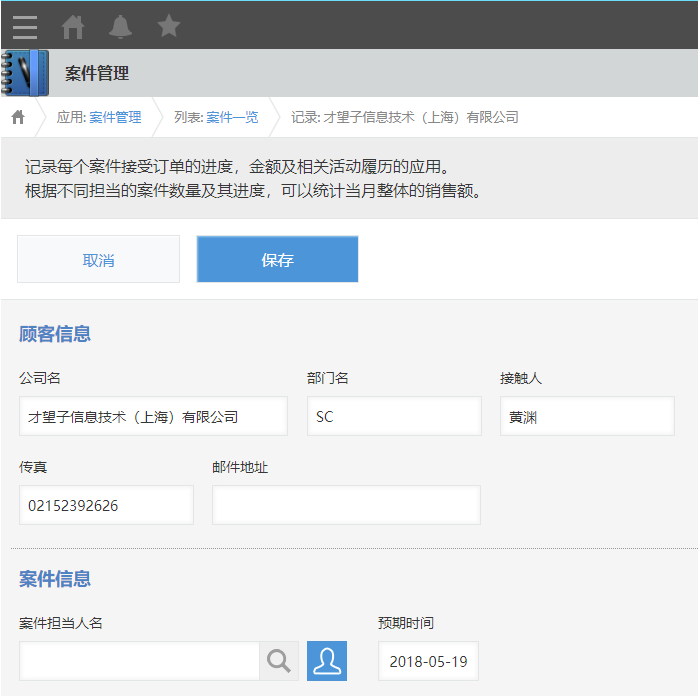 案件管理
应用: 案件管理 列表: 案件一览 记录: 才望子信息技术（上海）有限公司
记录每个案件接受订单的进度，金额及相关活动履历的应用。
根据不同担当的案件数量及其进度，可以统计当月整体的销售额。
取消 保存
顾客信息
公司名 部门名 接触人
才望子信息技术（上海）有限公司 SC 黄渊
传真 邮件地址
02152392626
案件信息
案件担当人名 预期时间
2018-05-19